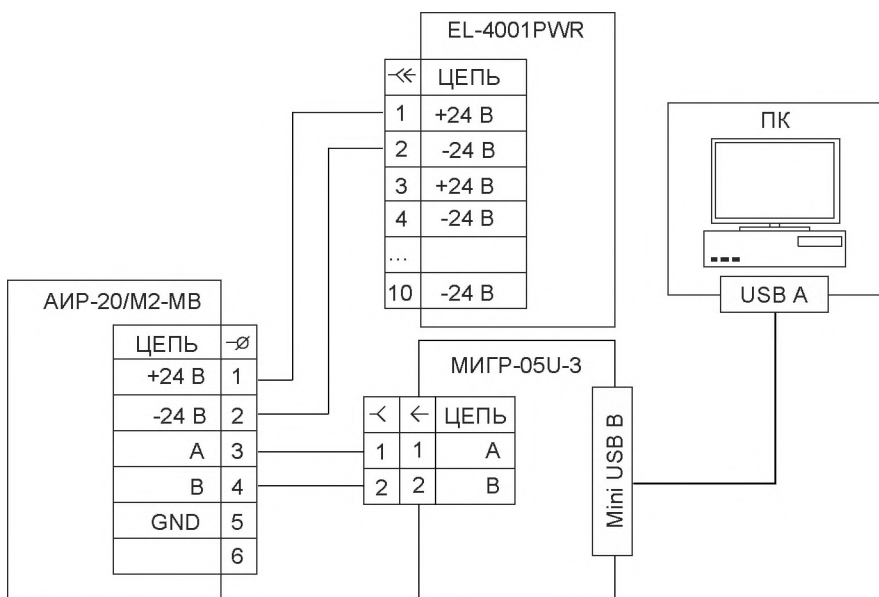 EL-4001PWR
ЦЕПЬ
1 +24 В
2 -24 В
3 +24 В
4 -24 В
...
10 -24 В
ПК
USB A
АИР-20/М2-МВ
ЦЕПЬ
+24 В 1
-24 В 2
А 3
В 4
GND 5
6
МИГР-05U-3
ЦЕПЬ
1 1 А
2 2 В
Mini USB B